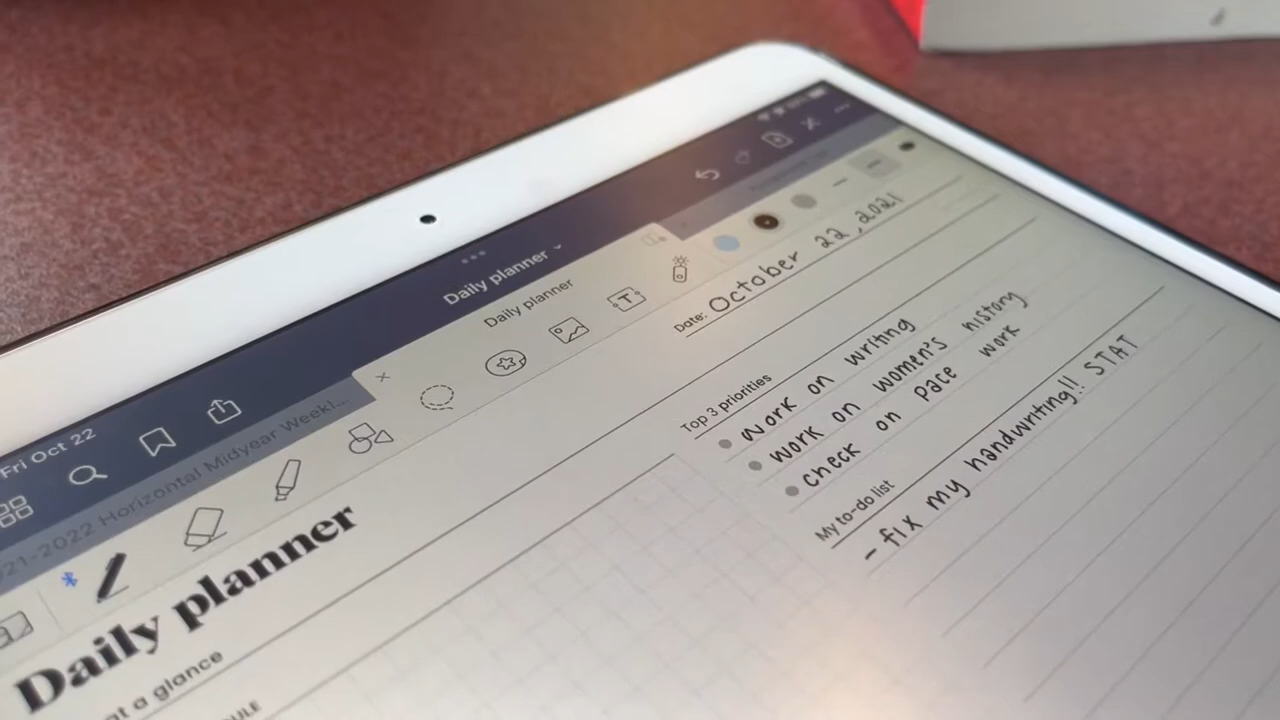 Fri Oct 22
Daily planner
21-2022 Horizontal Midyear Weekl...
Daily planner
Daily planner
at a glance
Date: October 22, 2021
Top 3 priorities
work on writing
work on women's history
check on pace work
My to-do list
- fix my handwriting!! STAT